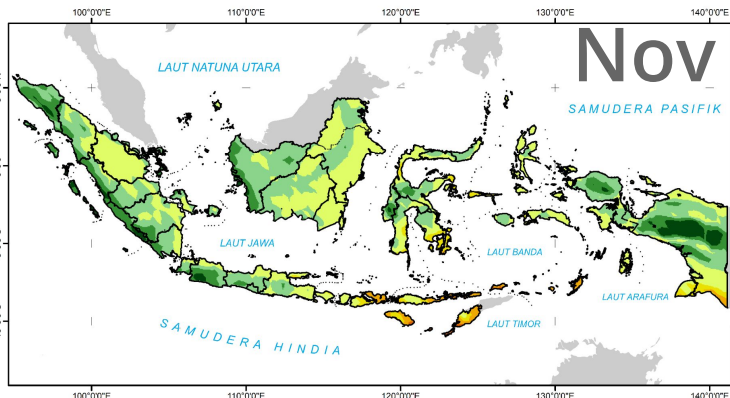 100°0'0"E 110°0'0"E 120°0'0"E 130°0'0"E 140°0'0"E
Nov
LAUT NATUNA UTARA
SAMUDERA PASIFIK
LAUT JAWA
LAUT BANDA
LAUT ARAFURA
SAMUDERA HINDIA
LAUT TIMOR
100°0'0"E 110°0'0"E 120°0'0"E 130°0'0"E 140°0'0"E